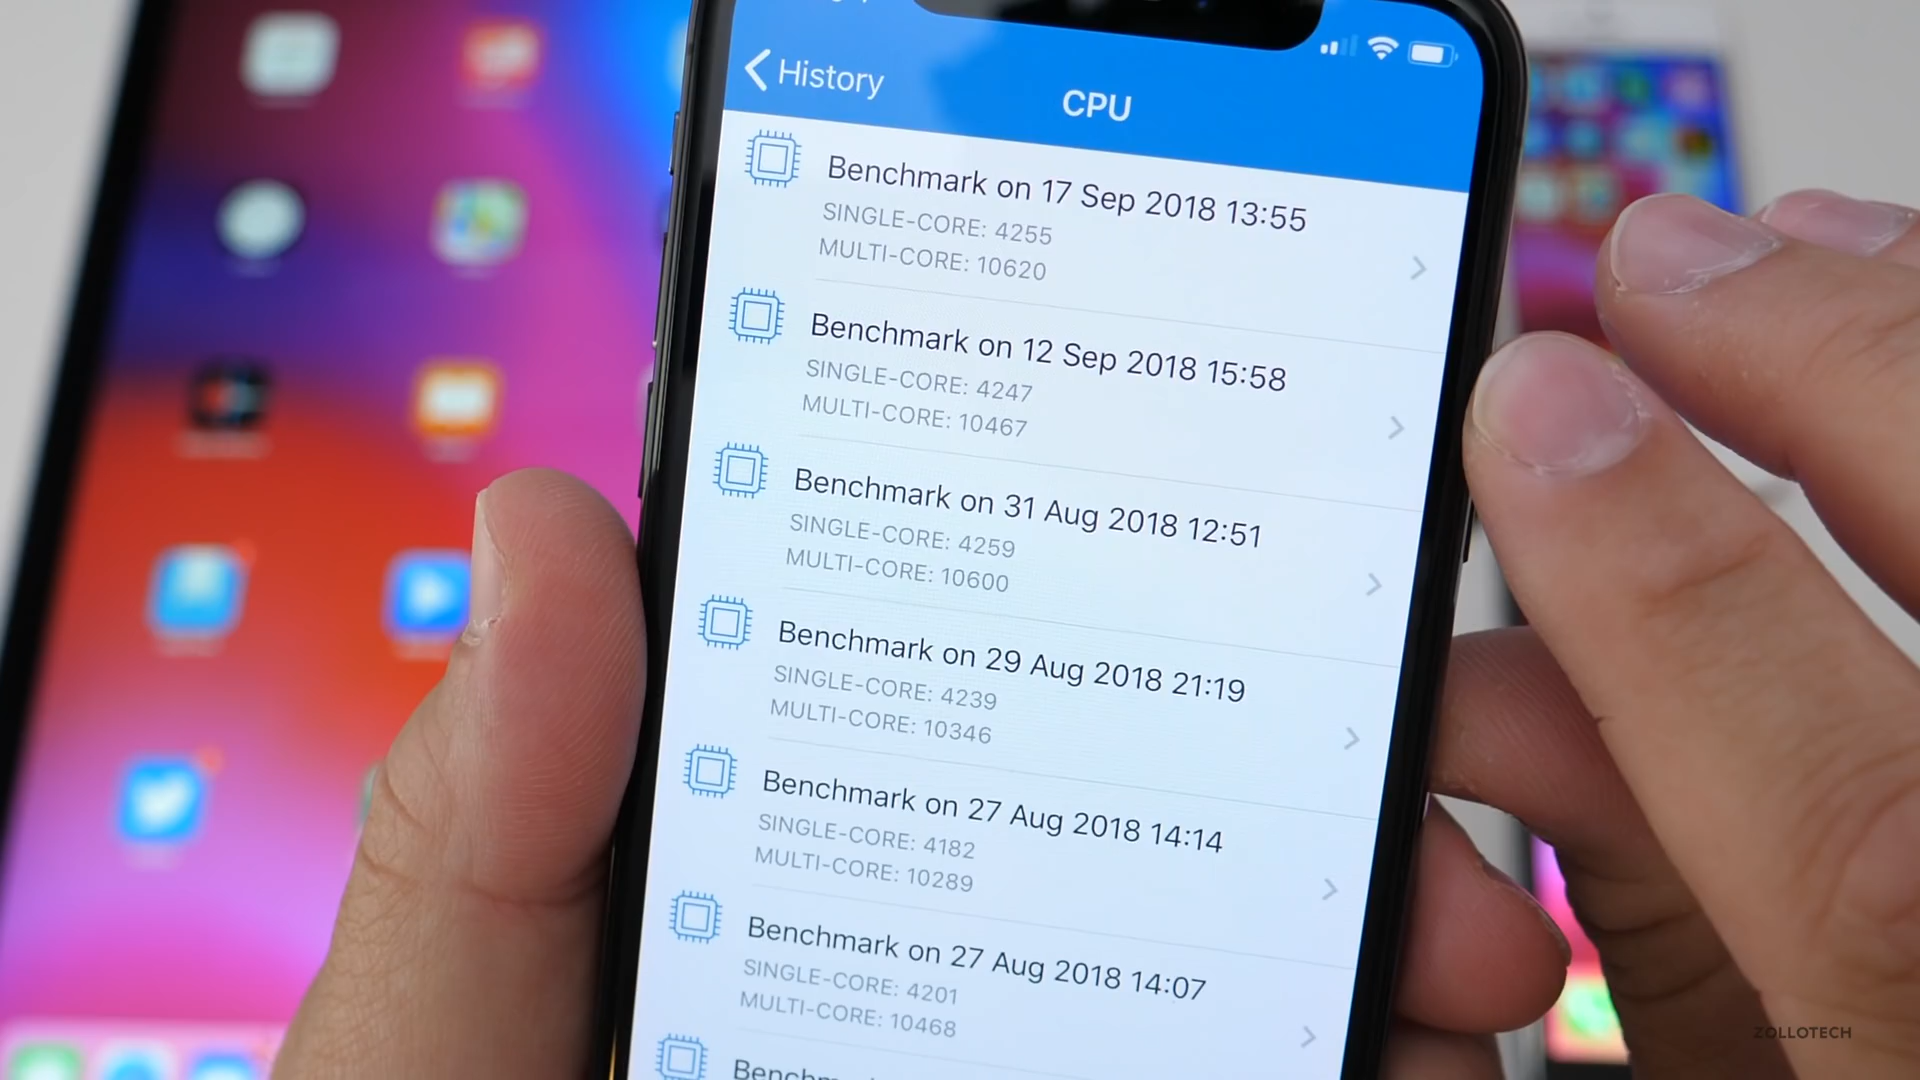 History
CPU
Benchmark on 17 Sep 2018 13:55
SINGLE-CORE: 4255
MULTI-CORE: 10620
Benchmark on 12 Sep 2018 15:58
SINGLE-CORE: 4247
MULTI-CORE: 10467
Benchmark on 31 Aug 2018 12:51
SINGLE-CORE: 4259
MULTI-CORE: 10600
Benchmark on 29 Aug 2018 21:19
SINGLE-CORE: 4239
MULTI-CORE: 10346
Benchmark on 27 Aug 2018 14:14
SINGLE-CORE: 4182
MULTI-CORE: 10289
Benchmark on 27 Aug 2018 14:07
SINGLE-CORE: 4201
MULTI-CORE: 10468
ZOLLOTECH